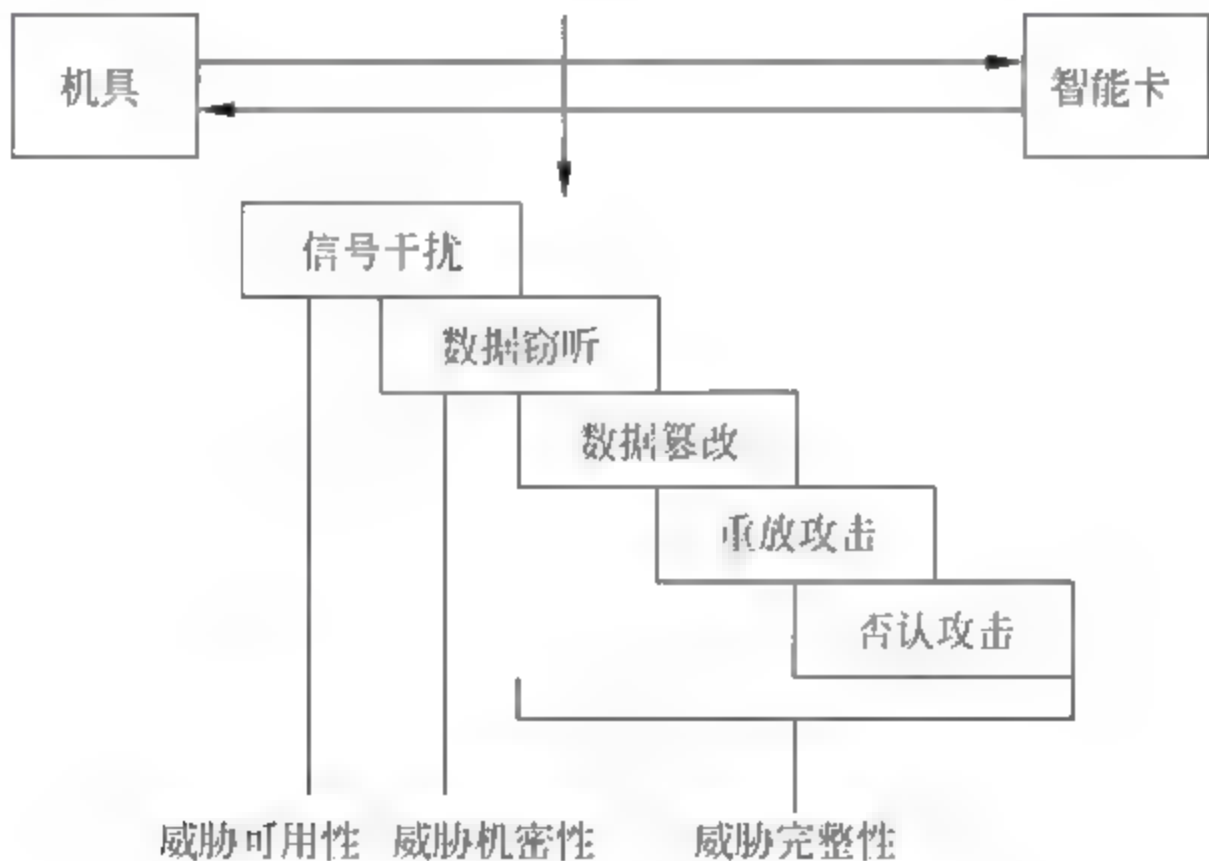 机具
智能卡
信号干扰
数据窃听
数据篡改
重放攻击
否认攻击
威胁可用性 威胁机密性 威胁完整性